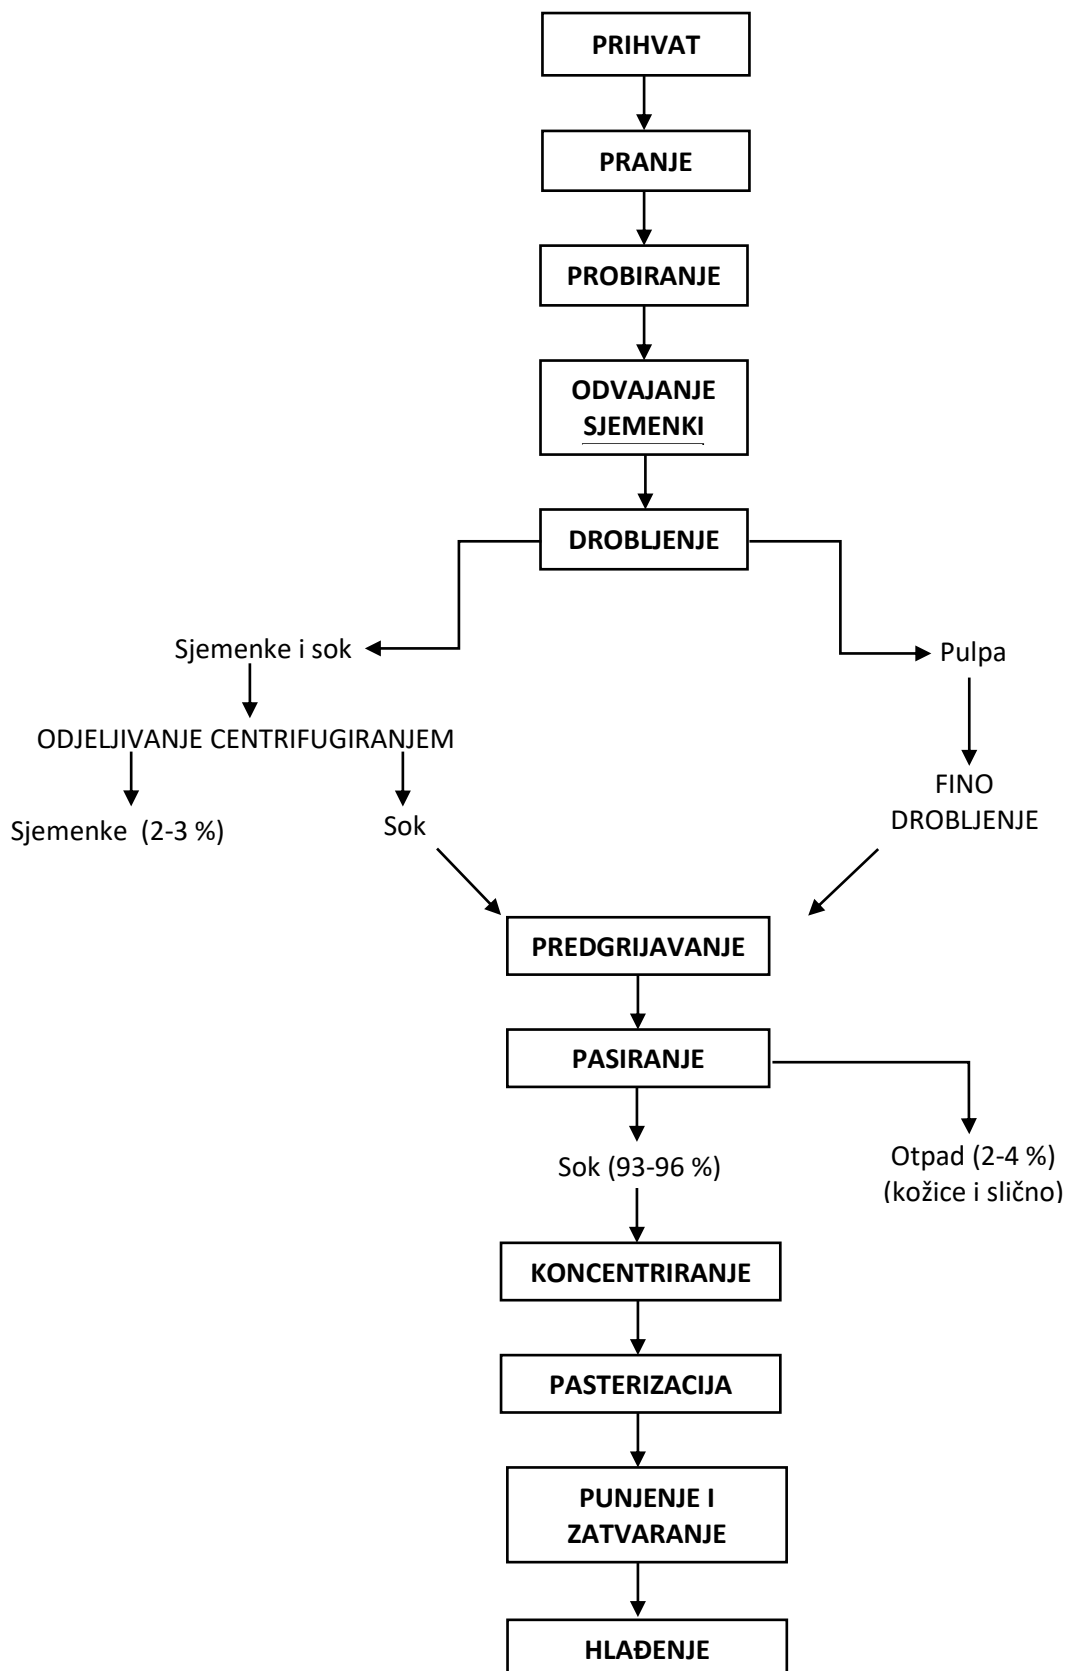 PRIHVAT
PRANJE
PROBIRANJE
ODVAJANJE
SJEMENKI
DROBLJENJE
Sjemenke i sok
Pulpa
ODJELJIVANJE CENTRIFUGIRANJEM
FINO
DROBLJENJE
Sjemenke (2-3 %)
Sok
PREDGRIJAVANJE
PASIRANJE
Sok (93-96 %)
Otpad (2-4 %)
(kožice i slično)
KONCENTRIRANJE
PASTERIZACIJA
PUNJENJE I
ZATVARANJE
HLAĐENJE